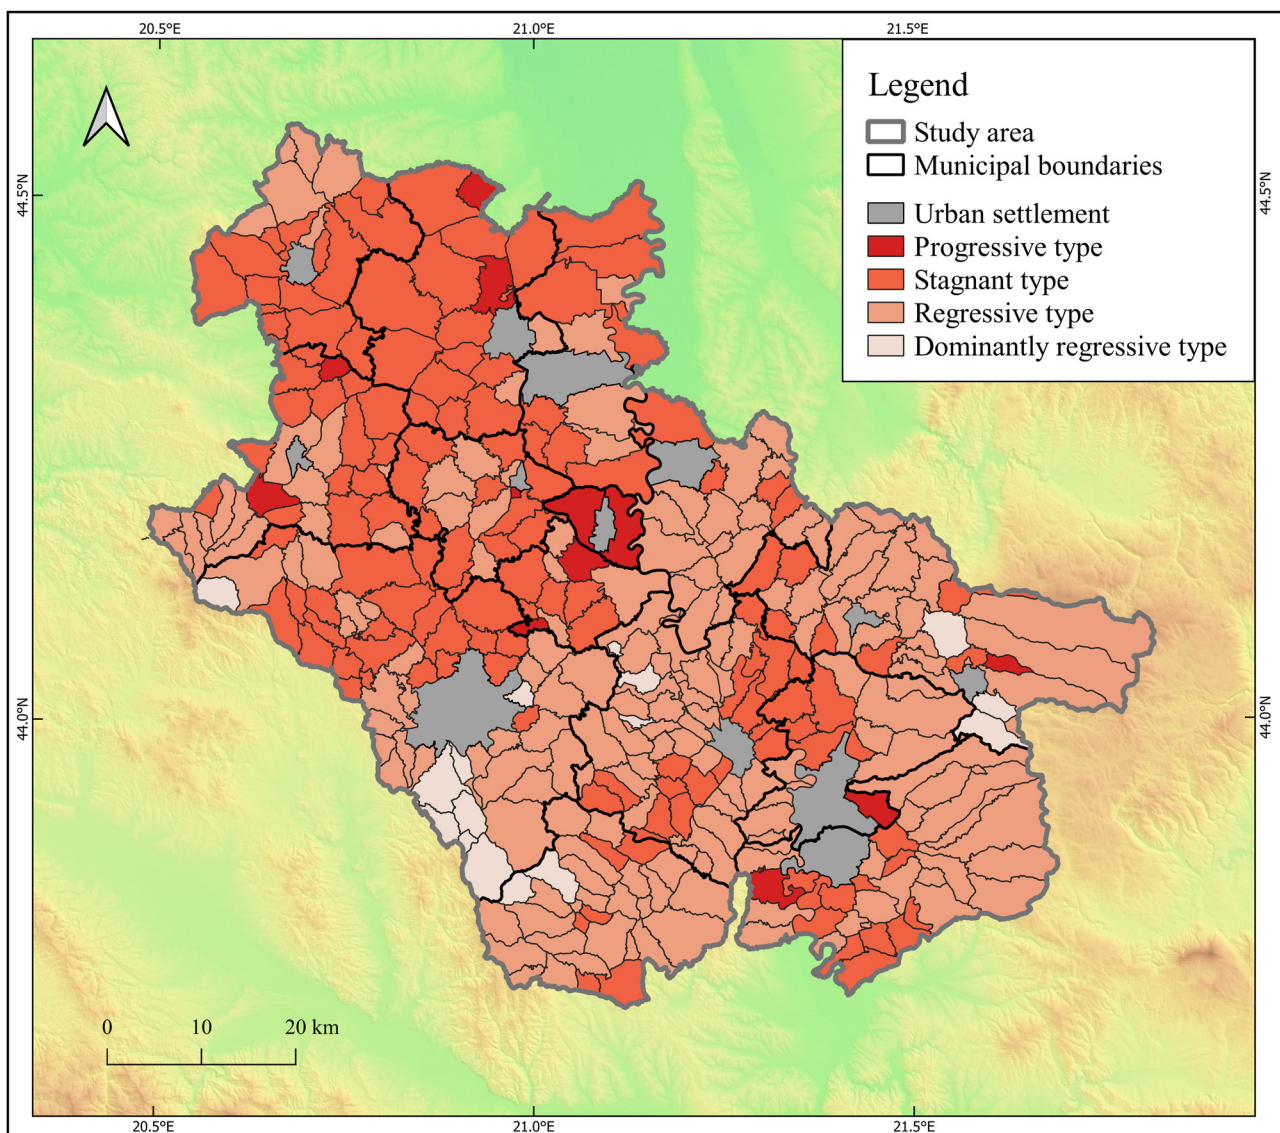 20.5°E 21.0°E 21.5°E
Legend
Study area
Municipal boundaries
44.5°N 44.5°N
Urban settlement
Progressive type
Stagnant type
Regressive type
Dominantly regressive type
44.0°N 44.0°N
0 10 20 km
20.5°E 21.0°E 21.5°E